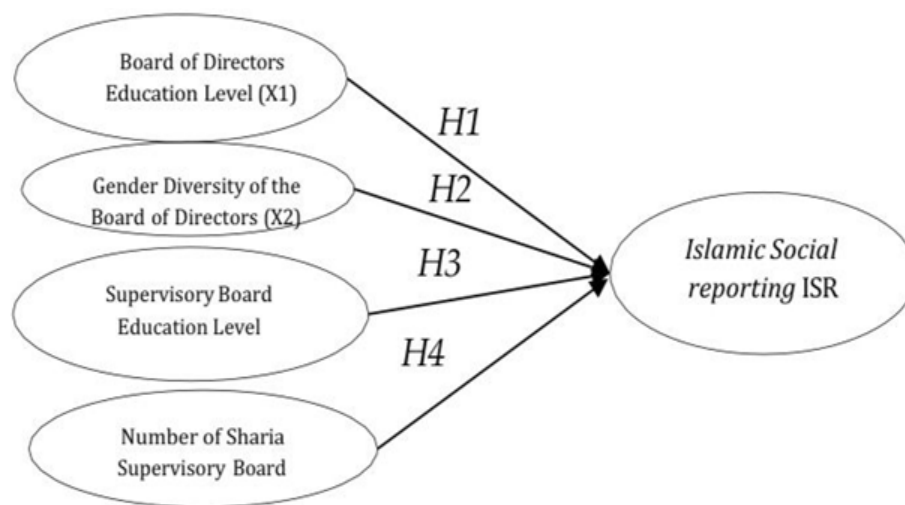 Board of Directors
Education Level (X1)
H1
Gender Diversity of the
Board of Directors (X2)
H2
Supervisory Board
Education Level
H3
Number of Sharia
Supervisory Board
H4
Islamic Social
reporting ISR